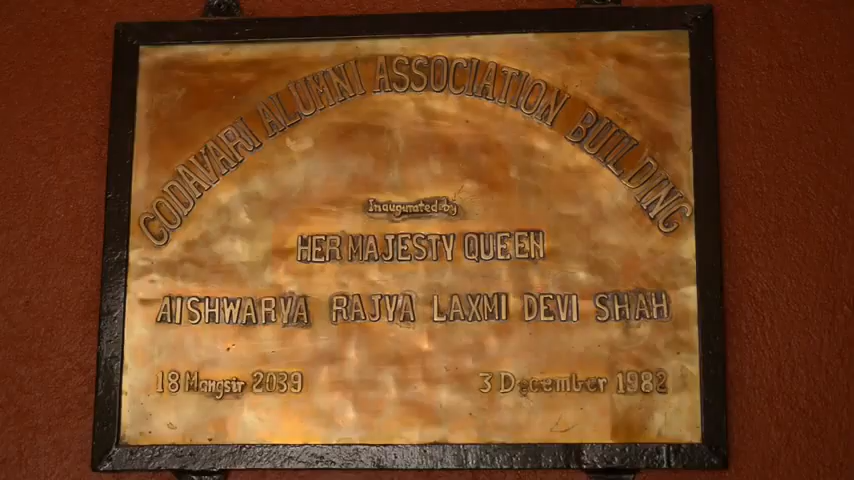 GODAVARI ALUMNI ASSOCIATION BUILDING
Inaugurated by
HER MAJESTY QUEEN
AISHWARYA RAJYA LAXMI DEVI SHAH
18 Mangsir 2039
3 December 1982